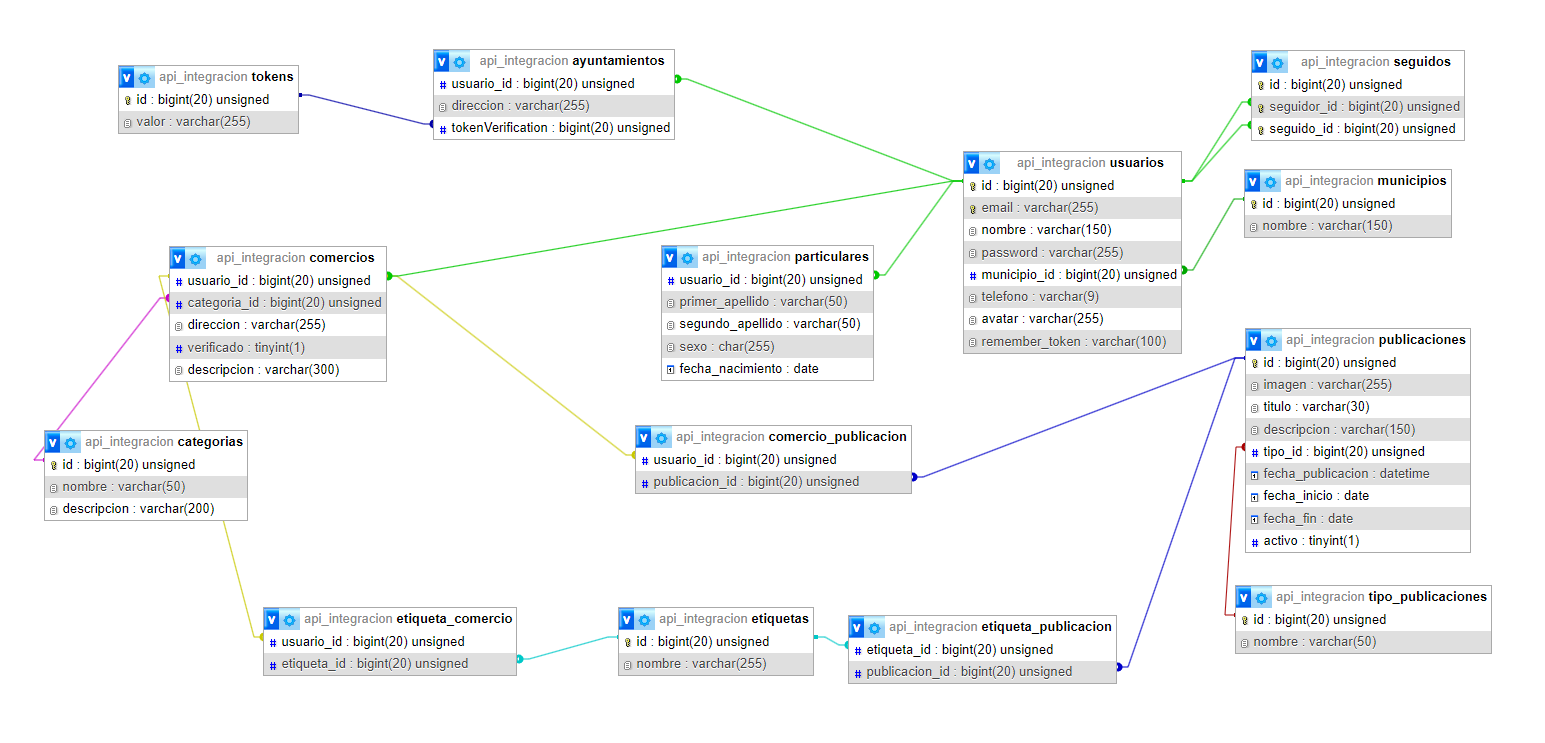 api_integracion tokens
id : bigint(20) unsigned
valor : varchar(255)
api_integracion ayuntamientos
usuario_id : bigint(20) unsigned
direccion : varchar(255)
tokenVerification : bigint(20) unsigned
api_integracion seguidos
id : bigint(20) unsigned
seguidor_id : bigint(20) unsigned
seguido_id : bigint(20) unsigned
api_integracion usuarios
id : bigint(20) unsigned
email : varchar(255)
nombre : varchar(150)
password : varchar(255)
municipio_id : bigint(20) unsigned
telefono : varchar(9)
avatar : varchar(255)
remember_token : varchar(100)
api_integracion municipios
id : bigint(20) unsigned
nombre : varchar(150)
api_integracion comercios
usuario_id : bigint(20) unsigned
categoria_id : bigint(20) unsigned
direccion : varchar(255)
verificado : tinyint(1)
descripcion : varchar(300)
api_integracion particulares
usuario_id : bigint(20) unsigned
primer_apellido : varchar(50)
segundo_apellido : varchar(50)
sexo : char(255)
fecha_nacimiento : date
api_integracion publicaciones
id : bigint(20) unsigned
imagen : varchar(255)
titulo : varchar(30)
descripcion : varchar(150)
tipo_id : bigint(20) unsigned
fecha_publicacion : datetime
fecha_inicio : date
fecha_fin : date
activo : tinyint(1)
api_integracion categorias
id : bigint(20) unsigned
nombre : varchar(50)
descripcion : varchar(200)
api_integracion comercio_publicacion
usuario_id : bigint(20) unsigned
publicacion_id : bigint(20) unsigned
api_integracion tipo_publicaciones
id : bigint(20) unsigned
nombre : varchar(50)
api_integracion etiqueta_comercio
usuario_id : bigint(20) unsigned
etiqueta_id : bigint(20) unsigned
api_integracion etiquetas
id : bigint(20) unsigned
nombre : varchar(255)
api_integracion etiqueta_publicacion
etiqueta_id : bigint(20) unsigned
publicacion_id : bigint(20) unsigned